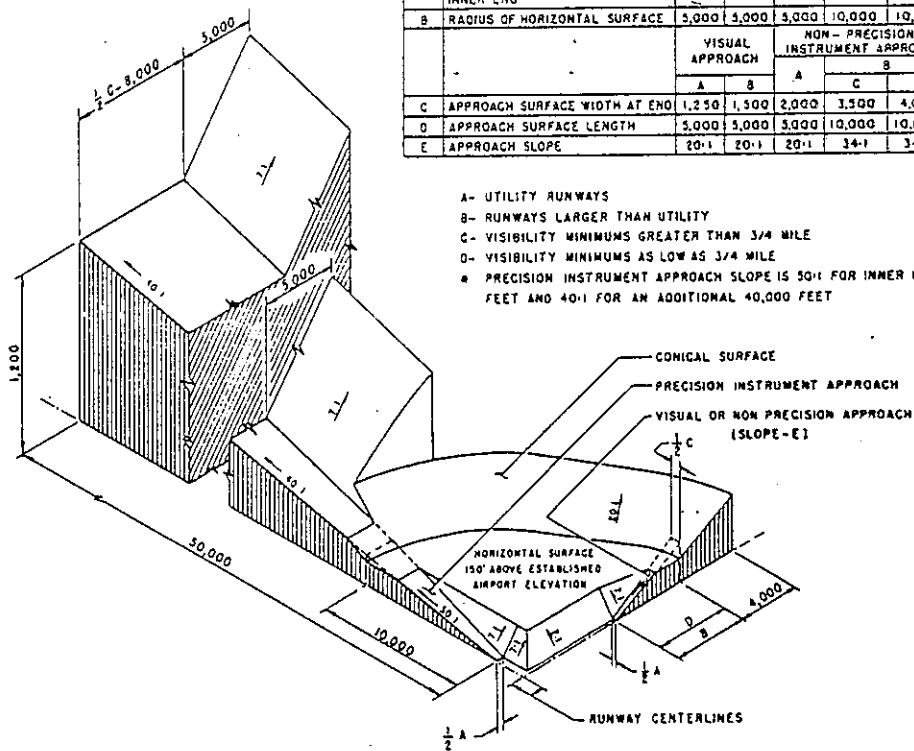 INNER END
B RADIUS OF HORIZONTAL SURFACE 5,000 5,000 5,000 10,000
VISUAL APPROACH
NON-PRECISION INSTRUMENT
A B A B
C
C APPROACH SURFACE WIDTH AT END 1,250 1,500 2,000 3,500
D APPROACH SURFACE LENGTH 5,000 5,000 5,000 10,000
E APPROACH SLOPE 20:1 20:1 20:1 34:1
A- UTILITY RUNWAYS
B- RUNWAYS LARGER THAN UTILITY
C- VISIBILITY MINIMUMS GREATER THAN 3/4 MILE
D- VISIBILITY MINIMUMS AS LOW AS 3/4 MILE
* PRECISION INSTRUMENT APPROACH SLOPE IS 50:1 FOR INNER
FEET AND 40:1 FOR AN ADDITIONAL 40,000 FEET
5,000
1/2 C-8,000
7:1
40:1
1,200
5,000
7:1
40:1
CONICAL SURFACE
PRECISION INSTRUMENT APPROACH
VISUAL OR NON PRECISION APPROACH
[SLOPE-E]
1/2 C
20:1
HORIZONTAL SURFACE
150' ABOVE ESTABLISHED
AIRPORT ELEVATION
50,000
10,000
50:1
7:1
7:1
7:1
7:1
D
B
4,000
1/2 A
RUNWAY CENTERLINES
1/2 A